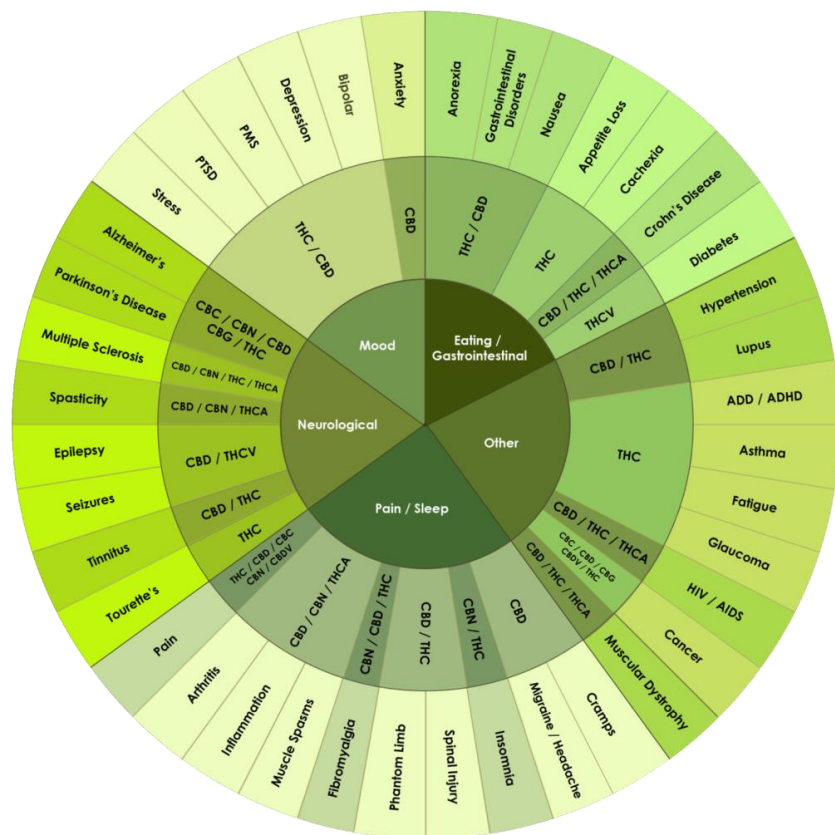 Anxiety
Anorexia
Gastrointestinal
Disorders
Nausea
Appetite Loss
Cachexia
Crohn's Disease
Diabetes
Hypertension
Lupus
ADD / ADHD
Asthma
Fatigue
Glaucoma
HIV / AIDS
Cancer
Muscular Dystrophy
Cramps
Migraine / Headache
Insomnia
Spinal Injury
Phantom Limb
Fibromyalgia
Muscle Spasms
Inflammation
Arthritis
Pain
Tourette's
Tinnitus
Seizures
Epilepsy
Spasticity
Multiple Sclerosis
Parkinson's Disease
Alzheimer's
Stress
PTSD
PMS
Depression
Bipolar
CBD
THC / CBD
THC
CBD / THC / THCA
THCV
CBD / THC
THC
CBD / THC / THCA
CBC / CBD / CBG
CBDV / THC
CBD / THC / THCA
CBD
CBN / THC
CBD / THC
CBN / CBD / THC
CBD / CBN / THCA
THC / CBD / CBC
CBN / CBDV
THC
CBD / THC
CBD / THCV
CBD / CBN / THCA
CBD / CBN / THC / THCA
CBC / CBN / CBD
CBG / THC
THC / CBD
Mood
Eating /
Gastrointestinal
Other
Pain / Sleep
Neurological